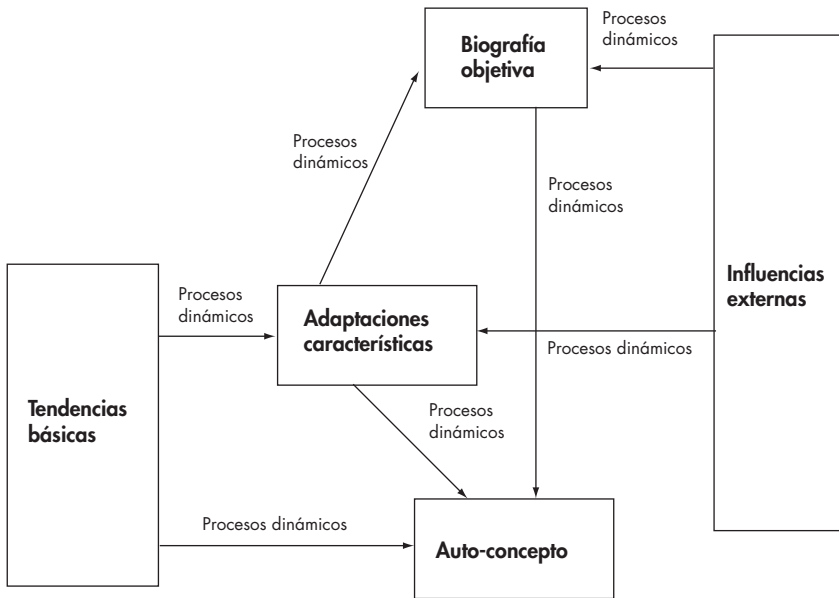 Biografía
objetiva
Procesos
dinámicos
Procesos
dinámicos
Procesos
dinámicos
Influencias
externas
Procesos
dinámicos
Adaptaciones
características
Procesos dinámicos
Tendencias
básicas
Procesos
dinámicos
Procesos dinámicos
Auto-concepto